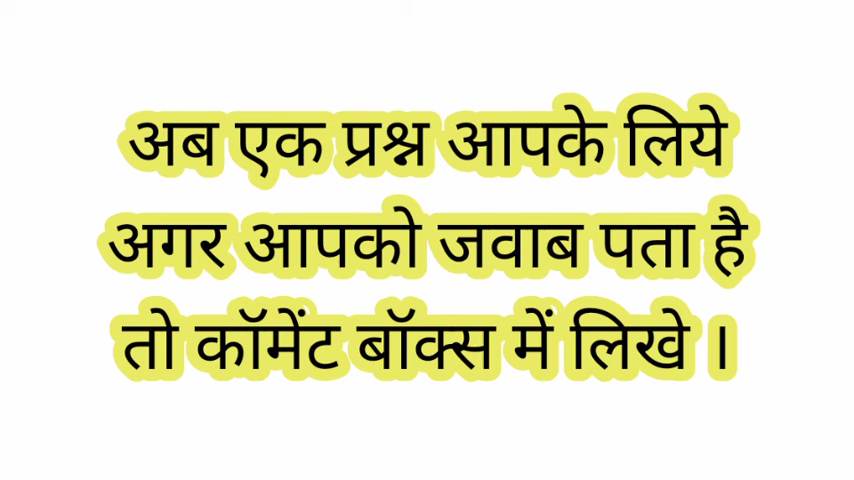 अब एक प्रश्न आपके लिये
अगर आपको जवाब पता है
तो कॉमेंट बॉक्स में लिखे ।